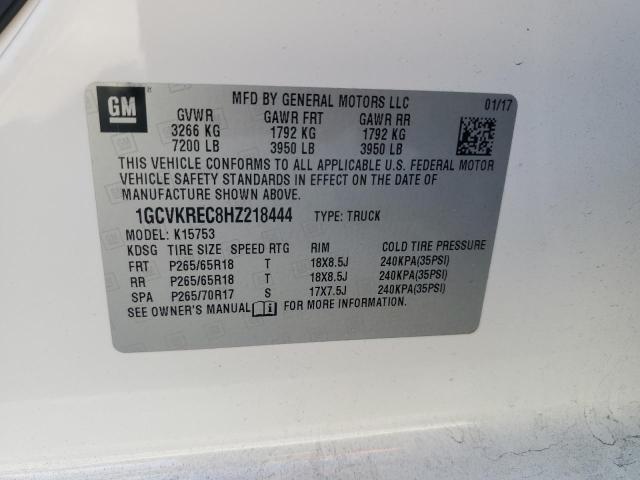 GM
MFD BY GENERAL MOTORS LLC 01/17
GVWR GAWR FRT GAWR RR
3266 KG 1792 KG 1792 KG
7200 LB 3950 LB 3950 LB
THIS VEHICLE CONFORMS TO ALL APPLICABLE U.S. FEDERAL MOTOR
VEHICLE SAFETY STANDARDS IN EFFECT ON THE DATE OF
MANUFACTURE SHOWN ABOVE.
1GCVKREC8HZ218444 TYPE: TRUCK
MODEL: K15753
KDSG TIRE SIZE SPEED RTG RIM COLD TIRE PRESSURE
FRT P265/65R18 T 18X8.5J 240KPA(35PSI)
RR P265/65R18 T 18X8.5J 240KPA(35PSI)
SPA P265/70R17 S 17X7.5J 240KPA(35PSI)
SEE OWNER'S MANUAL FOR MORE INFORMATION.